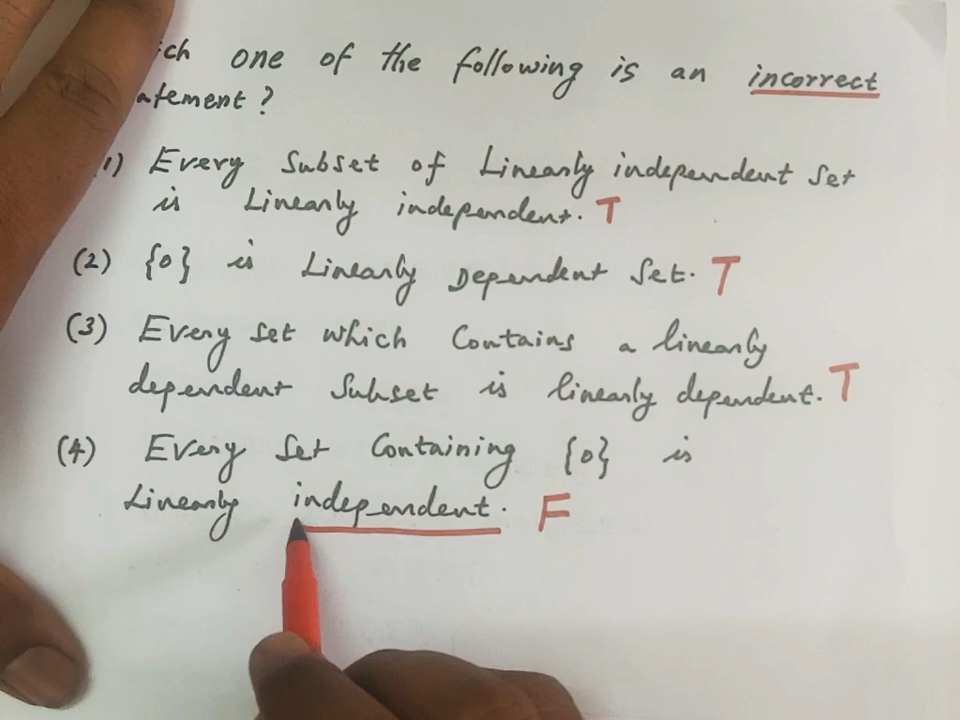 one of the following is an incorrect
?
1) Every Subset of Linearly independent Set
is Linearly independent. T
(2) {0} is Linearly Dependent Set. T
(3) Every Set which Contains a linearly
dependent Subset is linearly dependent. T
(4) Every Set Containing {0} is
Linearly independent. F